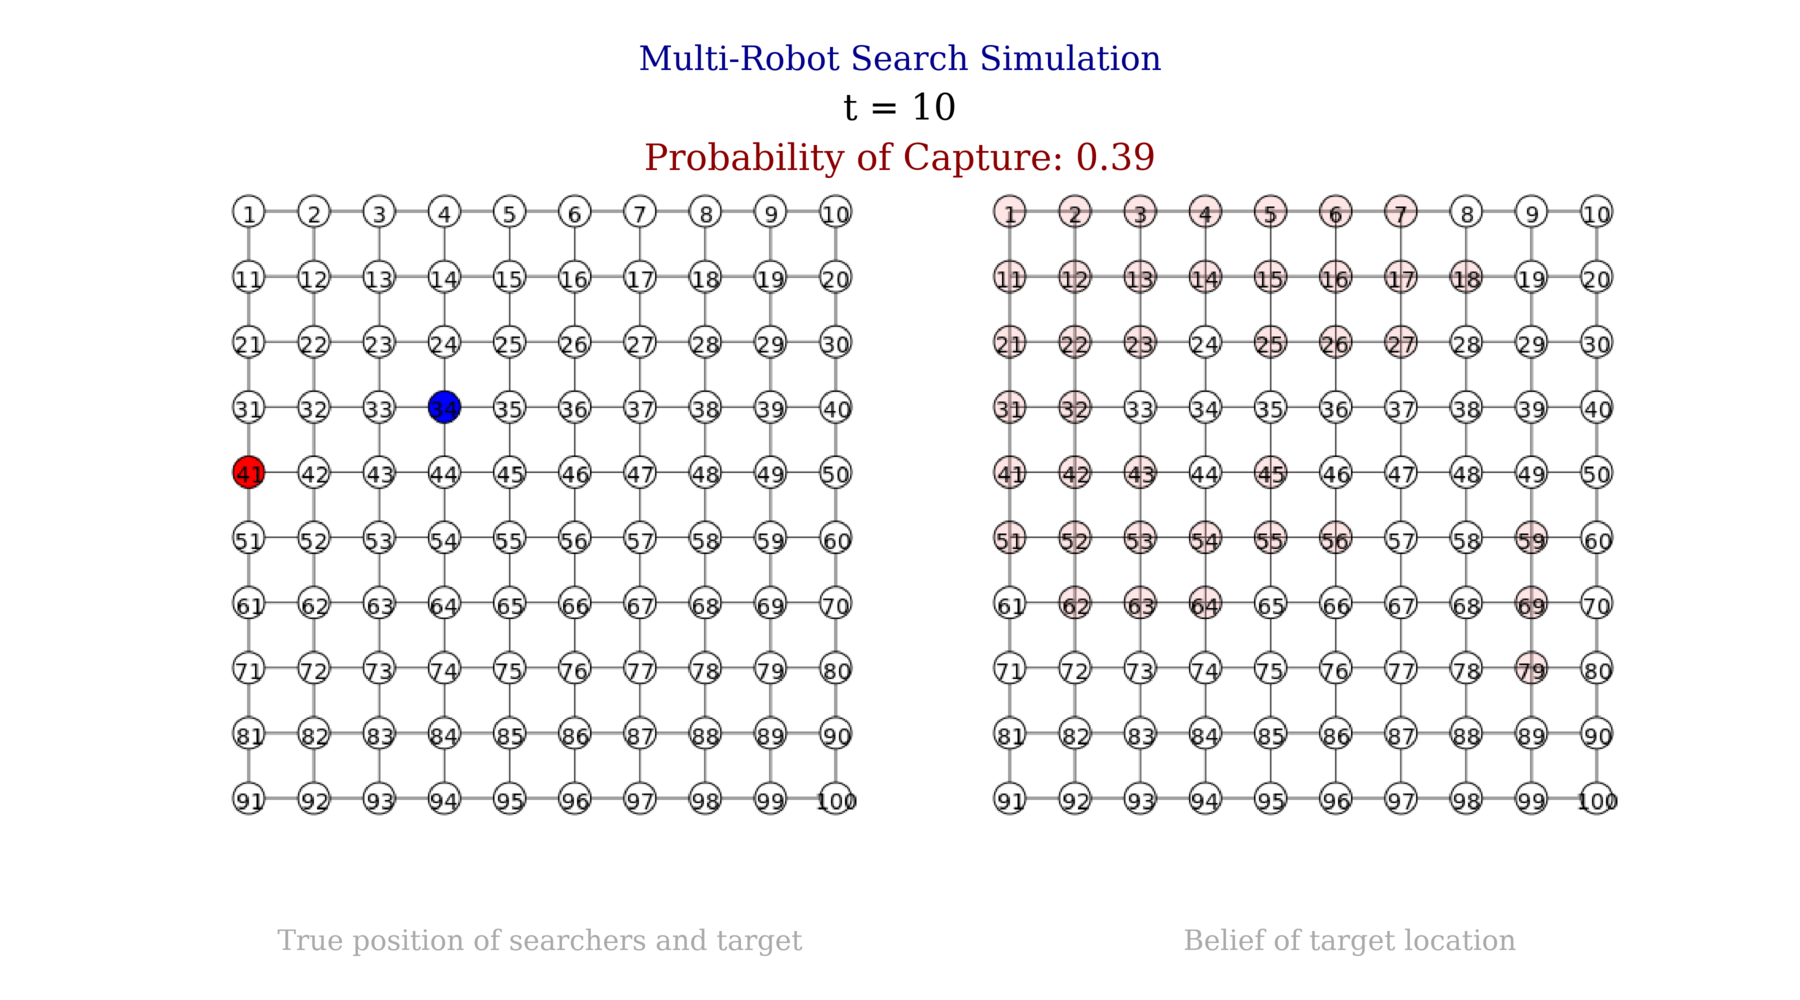 Multi-Robot Search Simulation
t = 10
Probability of Capture: 0.39
1 2 3 4 5 6 7 8 9 10
11 12 13 14 15 16 17 18 19 20
21 22 23 24 25 26 27 28 29 30
31 32 33 34 35 36 37 38 39 40
41 42 43 44 45 46 47 48 49 50
51 52 53 54 55 56 57 58 59 60
61 62 63 64 65 66 67 68 69 70
71 72 73 74 75 76 77 78 79 80
81 82 83 84 85 86 87 88 89 90
91 92 93 94 95 96 97 98 99 100
True position of searchers and target
1 2 3 4 5 6 7 8 9 10
11 12 13 14 15 16 17 18 19 20
21 22 23 24 25 26 27 28 29 30
31 32 33 34 35 36 37 38 39 40
41 42 43 44 45 46 47 48 49 50
51 52 53 54 55 56 57 58 59 60
61 62 63 64 65 66 67 68 69 70
71 72 73 74 75 76 77 78 79 80
81 82 83 84 85 86 87 88 89 90
91 92 93 94 95 96 97 98 99 100
Belief of target location